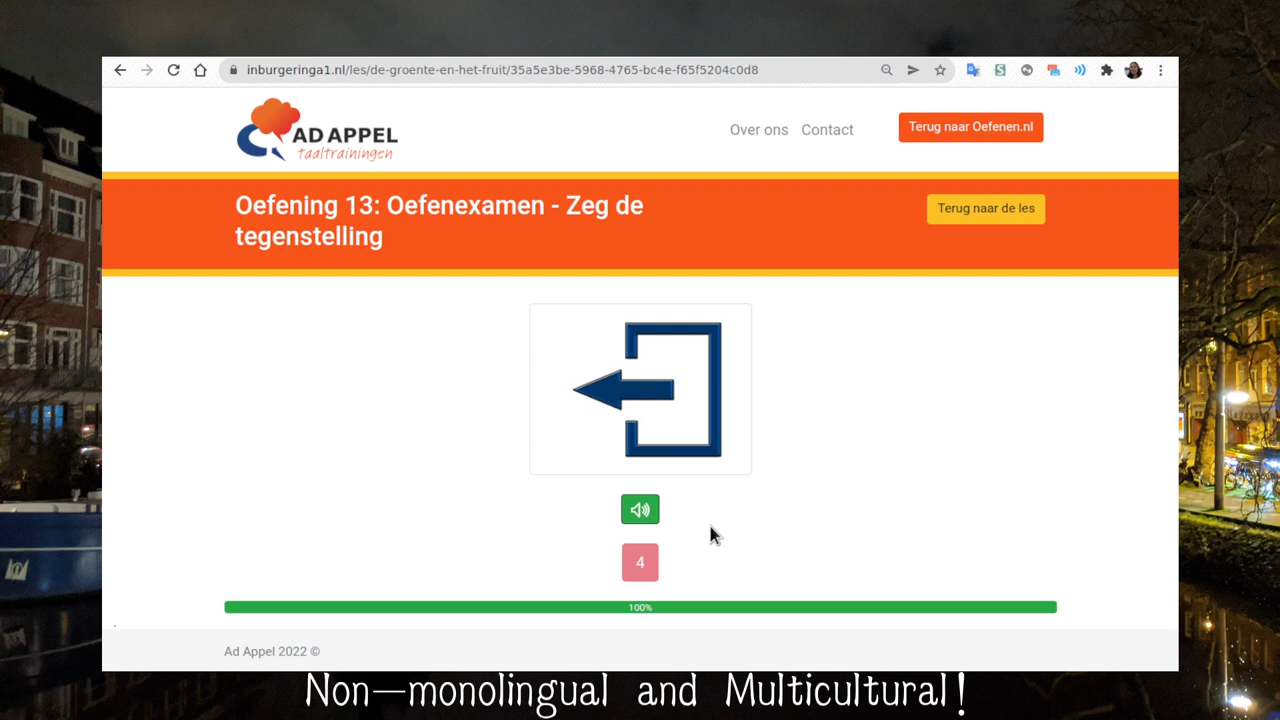 inburgeringa1.nl/les/de-groente-en-het-fruit/35a5e3be-5968-4765-bc4e-f65f5204c0d8
AD APPEL
taaltrainingen
Over ons
Contact
Terug naar Oefenen.nl
Oefening 13: Oefenexamen - Zeg de
tegenstelling
Terug naar de les
4
100%
Ad Appel 2022 ©
Non-monolingual and Multicultural!